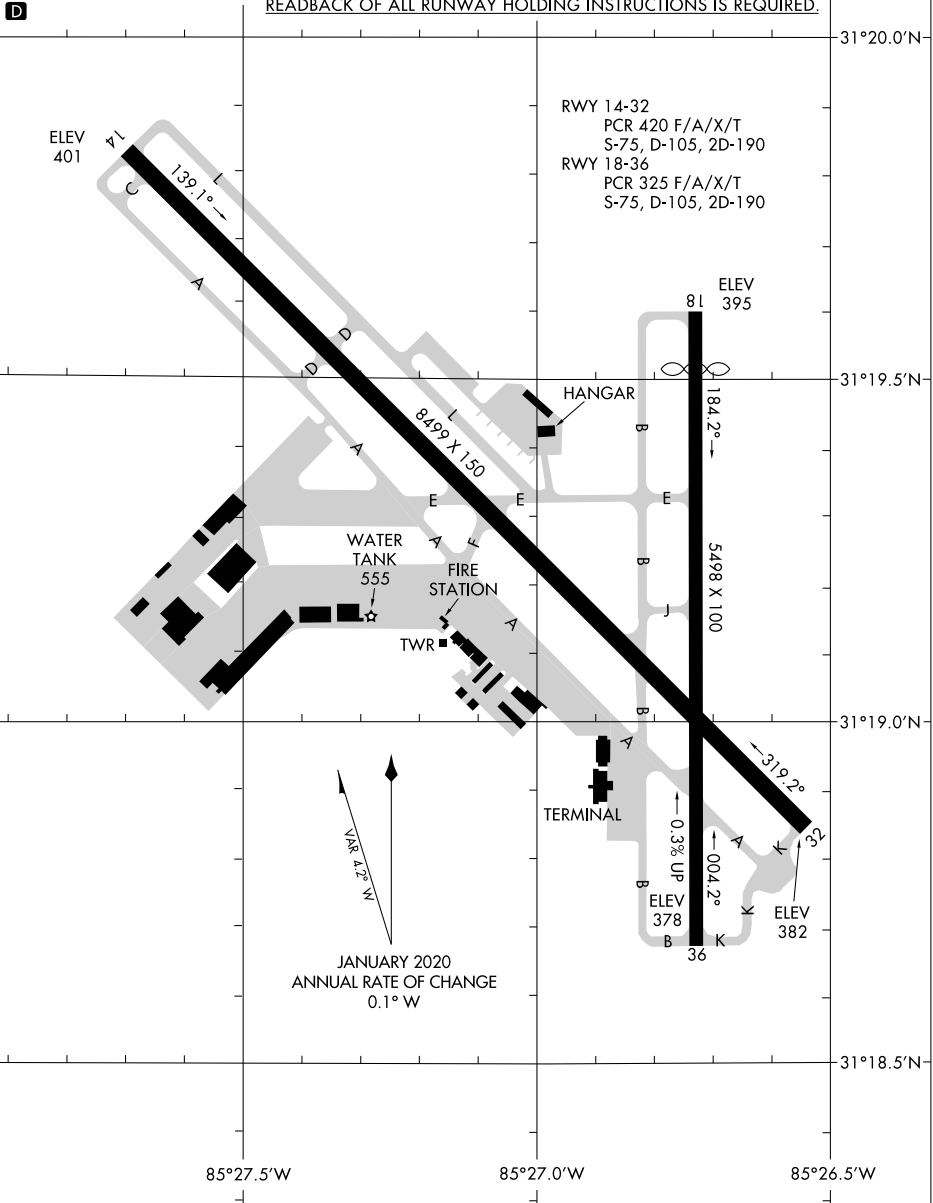 D
READBACK OF ALL RUNWAY HOLDING INSTRUCTIONS IS REQUIRED.
31°20.0'N
RWY 14-32
PCR 420 F/A/X/T
S-75, D-105, 2D-190
RWY 18-36
PCR 325 F/A/X/T
S-75, D-105, 2D-190
ELEV
401
14
139.1°
L
C
A
D
D
ELEV
395
18
31°19.5'N
HANGAR
184.2°
8499 X 150
L
B
A
E
E
E
A
F
WATER
TANK
555
FIRE
STATION
5498 X 100
B
J
A
TWR
B
31°19.0'N
A
319.2°
TERMINAL
32
A
K
0.3% UP
004.2°
VAR 4.2° W
B
ELEV
378
K
ELEV
382
B
K
36
JANUARY 2020
ANNUAL RATE OF CHANGE
0.1° W
31°18.5'N
85°27.5'W
85°27.0'W
85°26.5'W